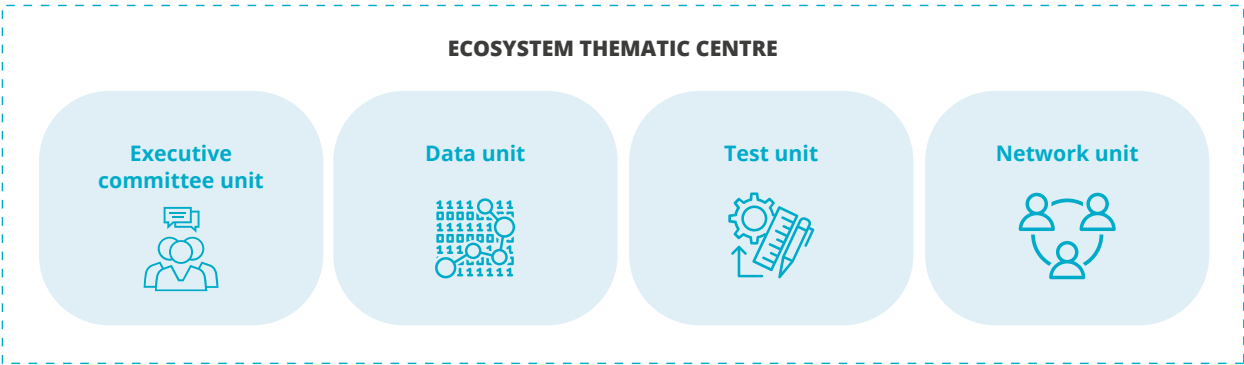 ECOSYSTEM THEMATIC CENTRE
Executive
committee unit
Data unit
Test unit
Network unit